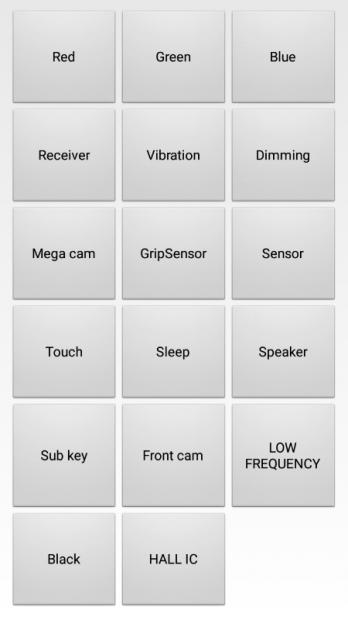 Red
Green
Blue
Receiver
Vibration
Dimming
Mega cam
GripSensor
Sensor
Touch
Sleep
Speaker
Sub key
Front cam
LOW
FREQUENCY
Black
HALL IC